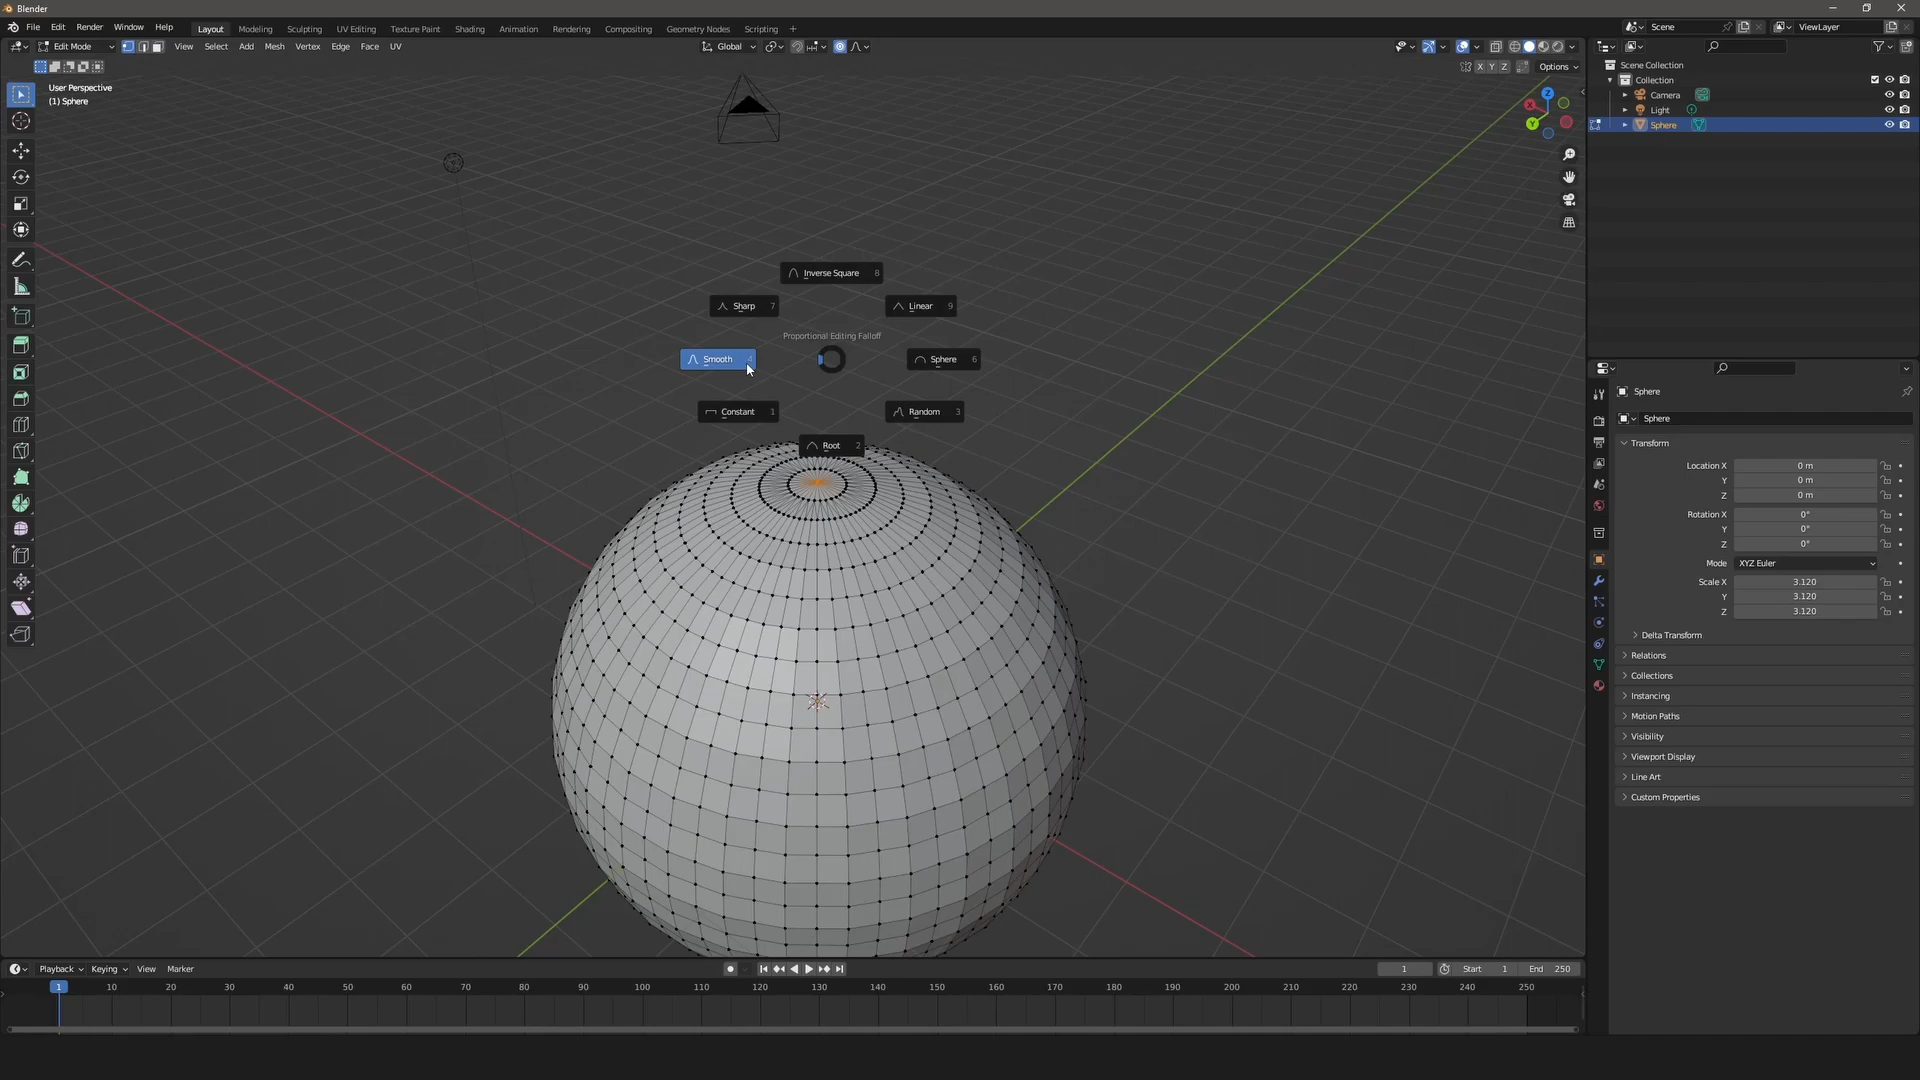 Blender
File Edit Render Window Help
Layout Modeling Sculpting UV Editing Texture Paint Shading Animation Rendering Compositing Geometry Nodes Scripting +
Scene
ViewLayer
Edit Mode
View Select Add Mesh Vertex Edge Face UV
Global
X Y Z
Options
User Perspective
(1) Sphere
X
Y
Z
Scene Collection
Collection
Camera
Light
Sphere
Inverse Square 8
Sharp 7
Linear 9
Proportional Editing Falloff
Smooth 4
Sphere 6
Constant 1
Random 3
Root 2
Sphere
Sphere
Transform
Location X 0 m
Y 0 m
Z 0 m
Rotation X 0°
Y 0°
Z 0°
Mode XYZ Euler
Scale X 3.120
Y 3.120
Z 3.120
Delta Transform
Relations
Collections
Instancing
Motion Paths
Visibility
Viewport Display
Line Art
Custom Properties
Playback Keying View Marker
1
Start 1
End 250
1 10 20 30 40 50 60 70 80 90 100 110 120 130 140 150 160 170 180 190 200 210 220 230 240 250